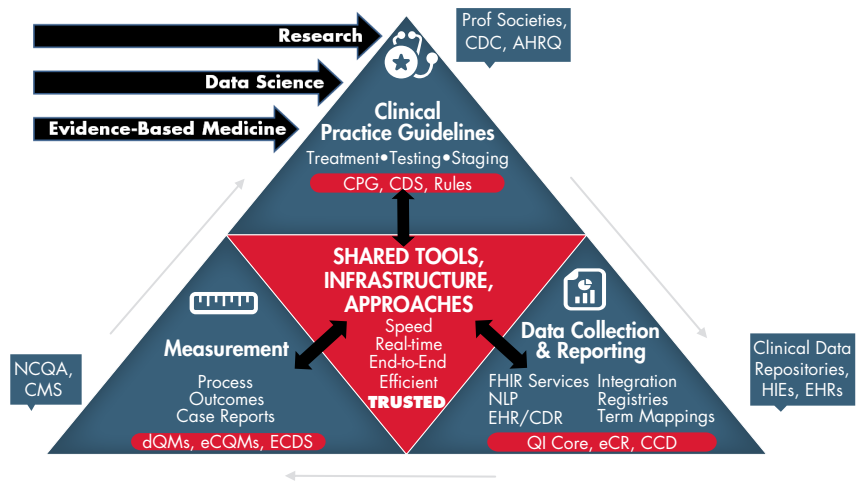 Research
Data Science
Evidence-Based Medicine
Prof Societies,
CDC, AHRQ
Clinical
Practice Guidelines
Treatment•Testing•Staging
CPG, CDS, Rules
SHARED TOOLS,
INFRASTRUCTURE,
APPROACHES
Speed
Real-time
End-to-End
Efficient
TRUSTED
Measurement
Process
Outcomes
Case Reports
dQMs, eCQMs, ECDS
NCQA,
CMS
Data Collection
& Reporting
FHIR Services
NLP
EHR/CDR
Integration
Registries
Term Mappings
QI Core, eCR, CCD
Clinical Data
Repositories,
HIEs, EHRs